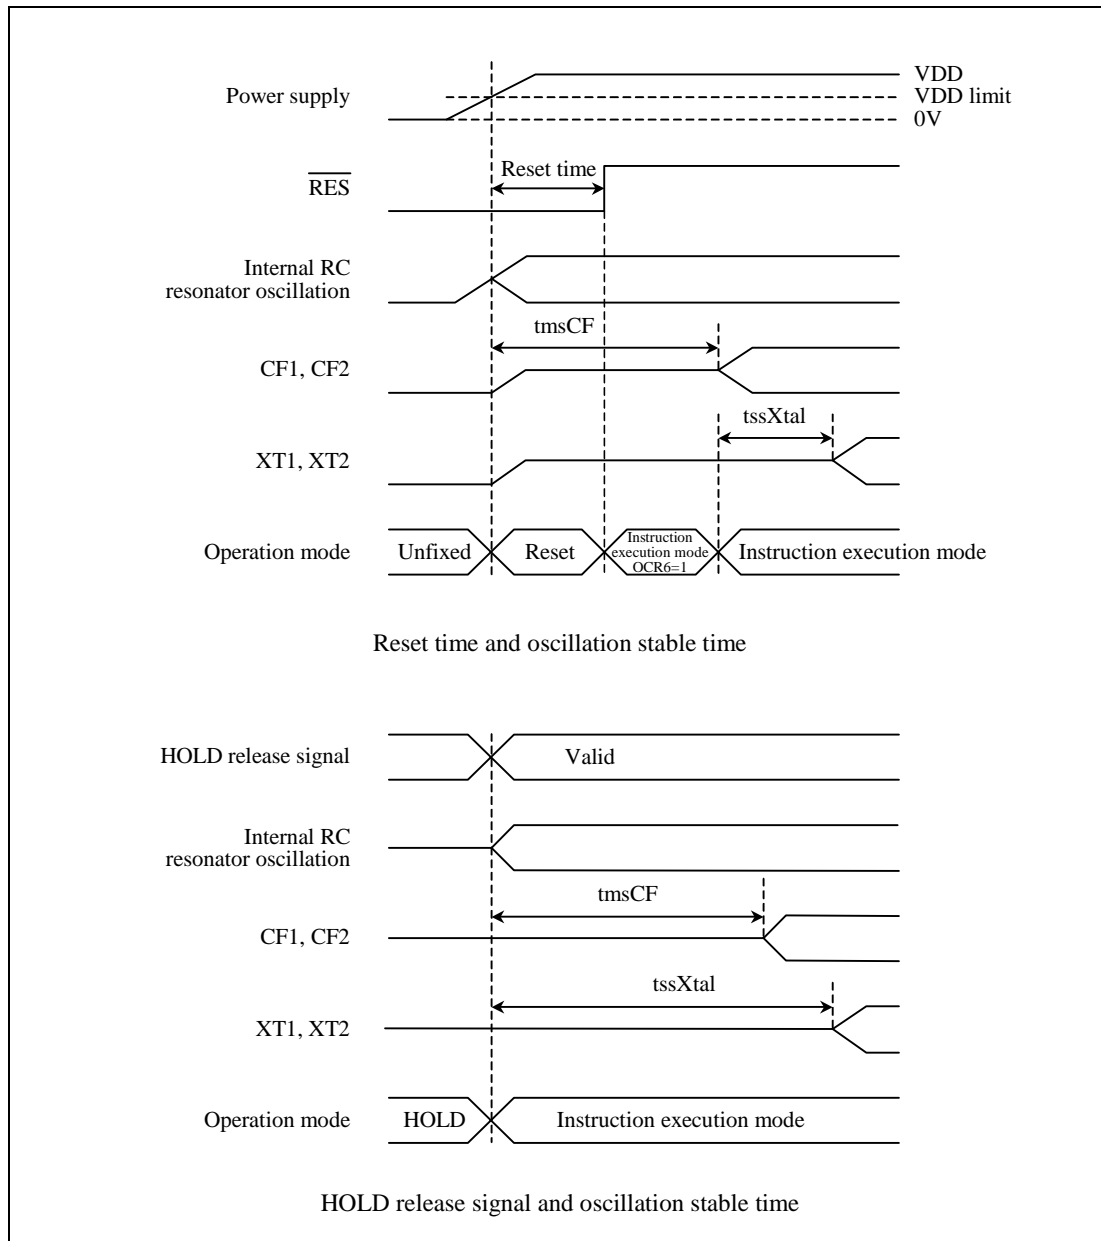 VDD
Power supply
VDD limit
0V
Reset time
RES
Internal RC
resonator oscillation
tmsCF
CF1, CF2
tssXtal
XT1, XT2
Operation mode
Unfixed
Reset
Instruction
execution mode
OCR6=1
Instruction execution mode
Reset time and oscillation stable time
HOLD release signal
Valid
Internal RC
resonator oscillation
tmsCF
CF1, CF2
tssXtal
XT1, XT2
Operation mode
HOLD
Instruction execution mode
HOLD release signal and oscillation stable time